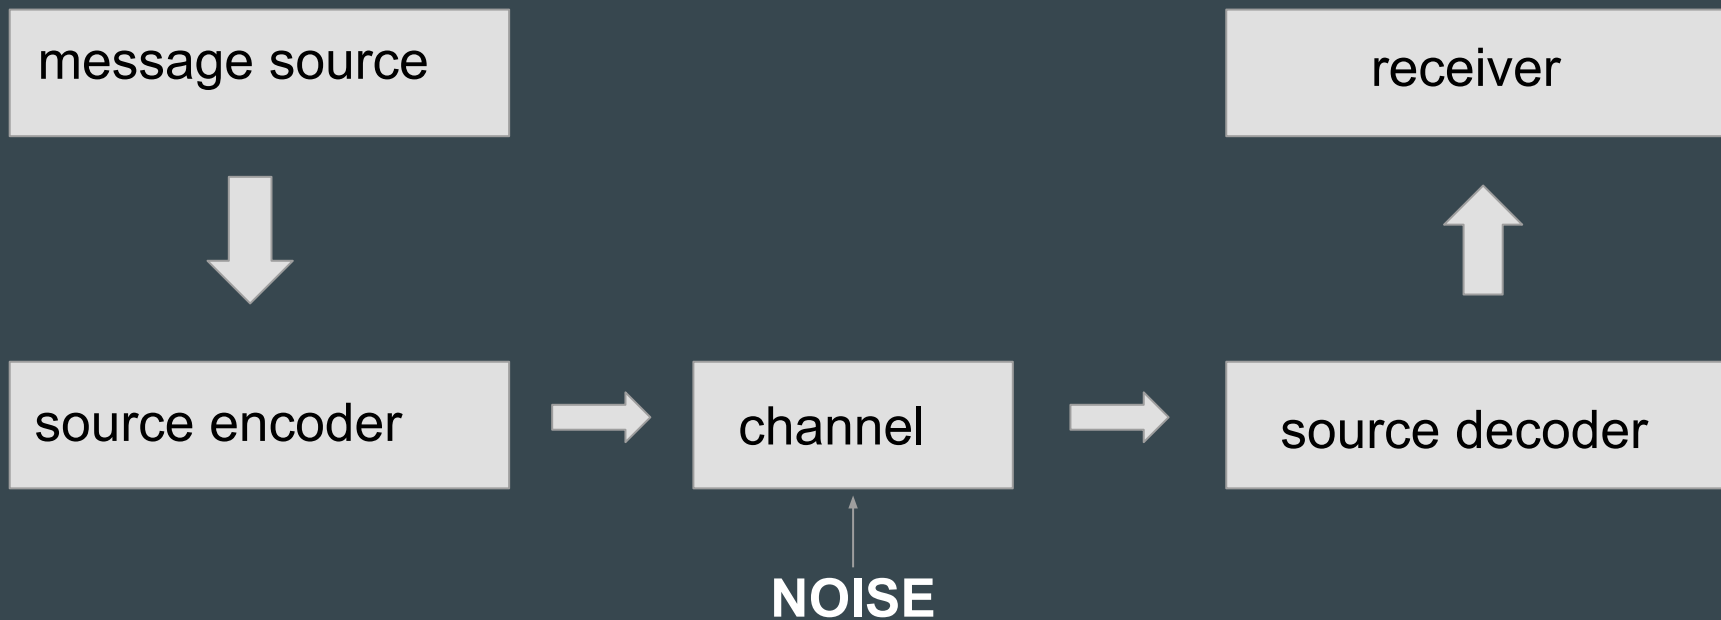 message source
receiver
source encoder
channel
source decoder
NOISE